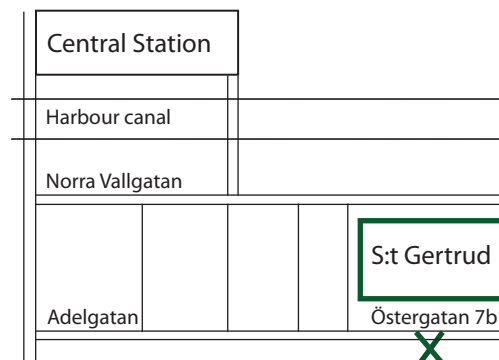 Central Station
Harbour canal
Norra Vallgatan
S:t Gertrud
Adelgatan
Östergatan 7b
X